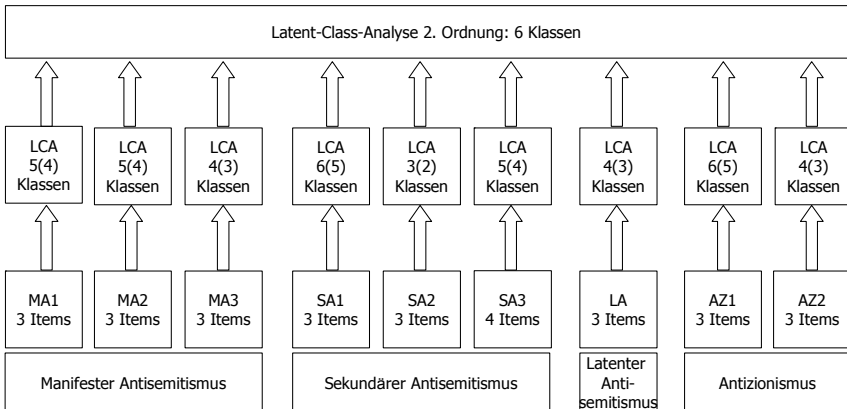 Latent-Class-Analyse 2. Ordnung: 6 Klassen
LCA
5(4)
Klassen
LCA
5(4)
Klassen
LCA
4(3)
Klassen
LCA
6(5)
Klassen
LCA
3(2)
Klassen
LCA
5(4)
Klassen
LCA
4(3)
Klassen
LCA
6(5)
Klassen
LCA
4(3)
Klassen
MA1
3 Items
MA2
3 Items
MA3
3 Items
SA1
3 Items
SA2
3 Items
SA3
4 Items
LA
3 Items
AZ1
3 Items
AZ2
3 Items
Manifester Antisemitismus
Sekundärer Antisemitismus
Latenter
Anti-
semitismus
Antizionismus